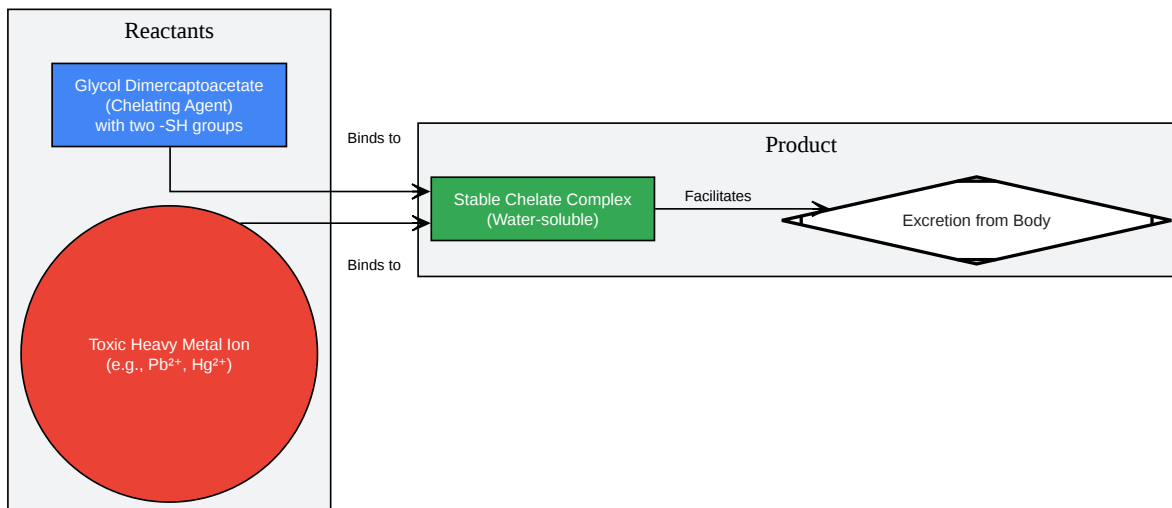 Reactants
Glycol Dimercaptoacetate
(Chelating Agent)
with two -SH groups
Binds to
Product
Stable Chelate Complex
(Water-soluble)
Facilitates
Excretion from Body
Binds to
Toxic Heavy Metal Ion
(e.g., Pb²⁺, Hg²⁺)